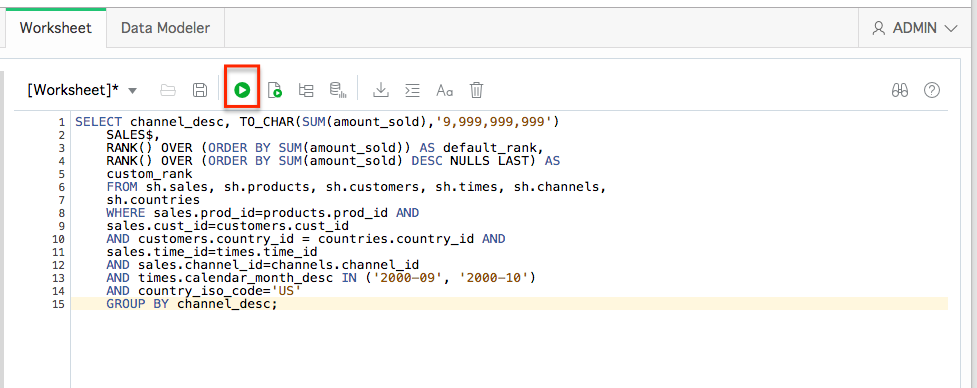 Worksheet Data Modeler ADMIN
[Worksheet]* Aa ?
1 SELECT channel_desc, TO_CHAR(SUM(amount_sold),'9,999,999,999')
2 SALES$,
3 RANK() OVER (ORDER BY SUM(amount_sold)) AS default_rank,
4 RANK() OVER (ORDER BY SUM(amount_sold) DESC NULLS LAST) AS
5 custom_rank
6 FROM sh.sales, sh.products, sh.customers, sh.times, sh.channels,
7 sh.countries
8 WHERE sales.prod_id=products.prod_id AND
9 sales.cust_id=customers.cust_id
10 AND customers.country_id = countries.country_id AND
11 sales.time_id=times.time_id
12 AND sales.channel_id=channels.channel_id
13 AND times.calendar_month_desc IN ('2000-09', '2000-10')
14 AND country_iso_code='US'
15 GROUP BY channel_desc;